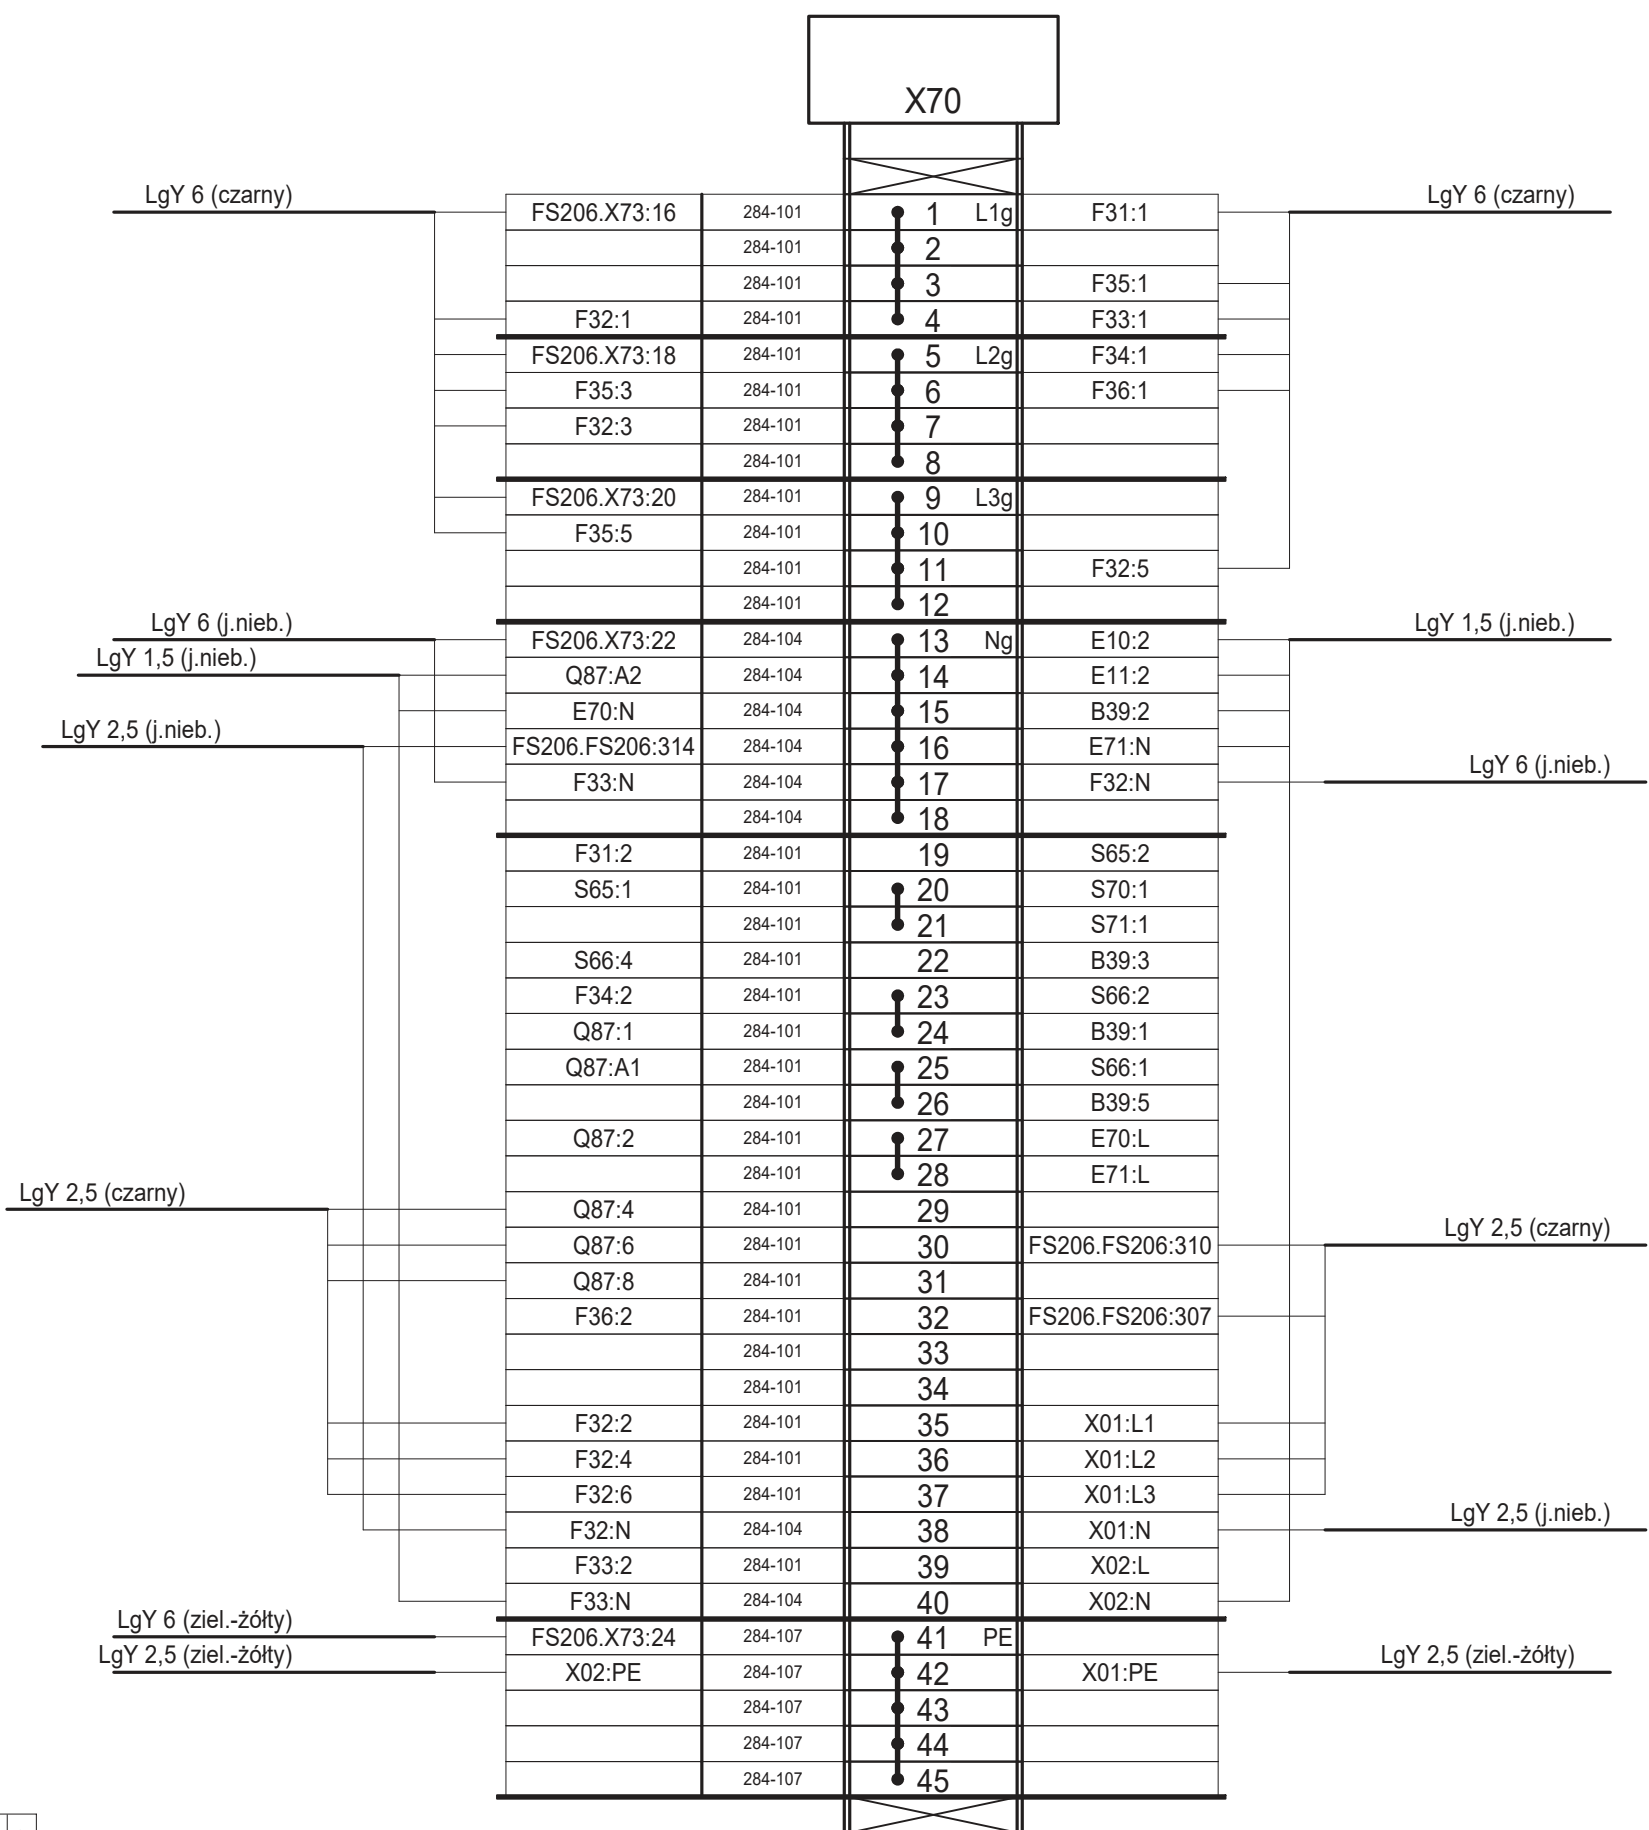 X70
LgY 6 (czarny) LgY 6 (czarny)
FS206.X73:16 284-101 1 L1g F31:1
284-101 2
284-101 3 F35:1
F32:1 284-101 4 F33:1
FS206.X73:18 284-101 5 L2g F34:1
F35:3 284-101 6 F36:1
F32:3 284-101 7
284-101 8
FS206.X73:20 284-101 9 L3g
F35:5 284-101 10
284-101 11 F32:5
284-101 12
LgY 6 (j.nieb.) LgY 1,5 (j.nieb.)
FS206.X73:22 284-104 13 Ng E10:2
LgY 1,5 (j.nieb.)
Q87:A2 284-104 14 E11:2
E70:N 284-104 15 B39:2
LgY 2,5 (j.nieb.)
FS206.FS206:314 284-104 16 E71:N
LgY 6 (j.nieb.)
F33:N 284-104 17 F32:N
284-104 18
F31:2 284-101 19 S65:2
S65:1 284-101 20 S70:1
284-101 21 S71:1
S66:4 284-101 22 B39:3
F34:2 284-101 23 S66:2
Q87:1 284-101 24 B39:1
Q87:A1 284-101 25 S66:1
284-101 26 B39:5
Q87:2 284-101 27 E70:L
284-101 28 E71:L
LgY 2,5 (czarny)
Q87:4 284-101 29
LgY 2,5 (czarny)
Q87:6 284-101 30 FS206.FS206:310
Q87:8 284-101 31
F36:2 284-101 32 FS206.FS206:307
284-101 33
284-101 34
F32:2 284-101 35 X01:L1
F32:4 284-101 36 X01:L2
F32:6 284-101 37 X01:L3
LgY 2,5 (j.nieb.)
F32:N 284-104 38 X01:N
F33:2 284-101 39 X02:L
F33:N 284-104 40 X02:N
LgY 6 (ziel.-żółty)
FS206.X73:24 284-107 41 PE
LgY 2,5 (ziel.-żółty) LgY 2,5 (ziel.-żółty)
X02:PE 284-107 42 X01:PE
284-107 43
284-107 44
284-107 45